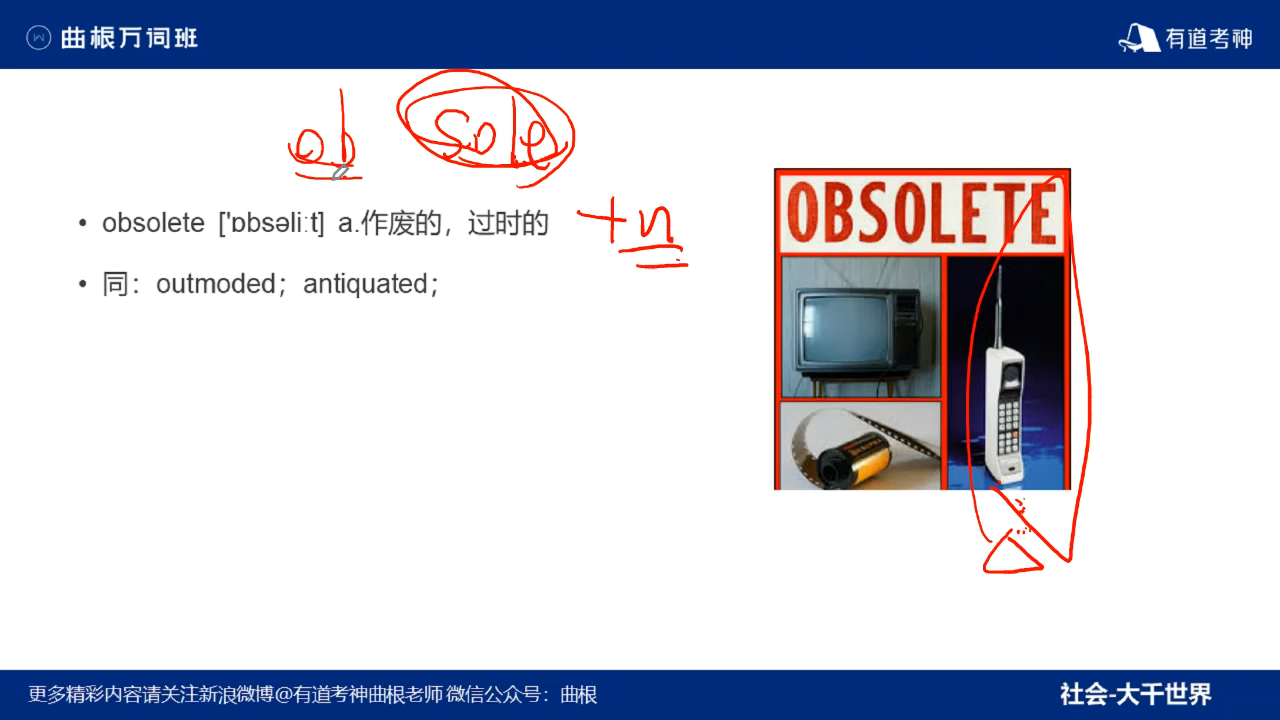 曲根万词班
有道考神
ob sole
obsolete ['ɒbsəliːt] a.作废的，过时的 +n
同：outmoded；antiquated；
OBSOLETE
更多精彩内容请关注新浪微博@有道考神曲根老师 微信公众号：曲根
社会-大千世界